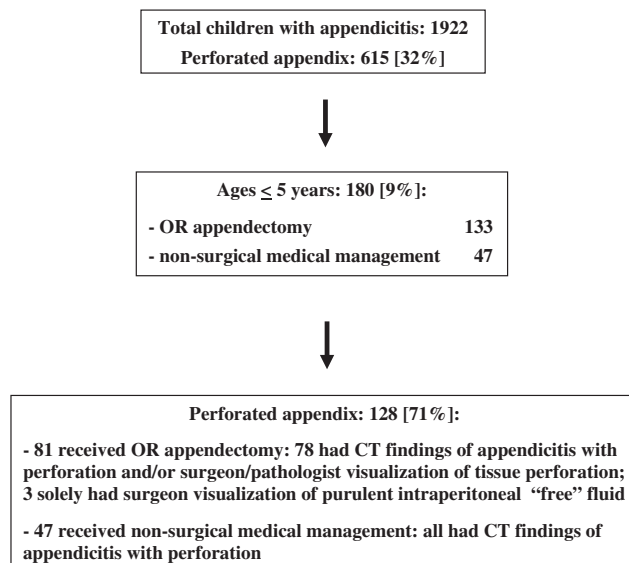 Total children with appendicitis: 1922
Perforated appendix: 615 [32%]
Ages ≤ 5 years: 180 [9%]:
- OR appendectomy 133
- non-surgical medical management 47
Perforated appendix: 128 [71%]:
- 81 received OR appendectomy: 78 had CT findings of appendicitis with
perforation and/or surgeon/pathologist visualization of tissue perforation;
3 solely had surgeon visualization of purulent intraperitoneal “free” fluid
- 47 received non-surgical medical management: all had CT findings of
appendicitis with perforation